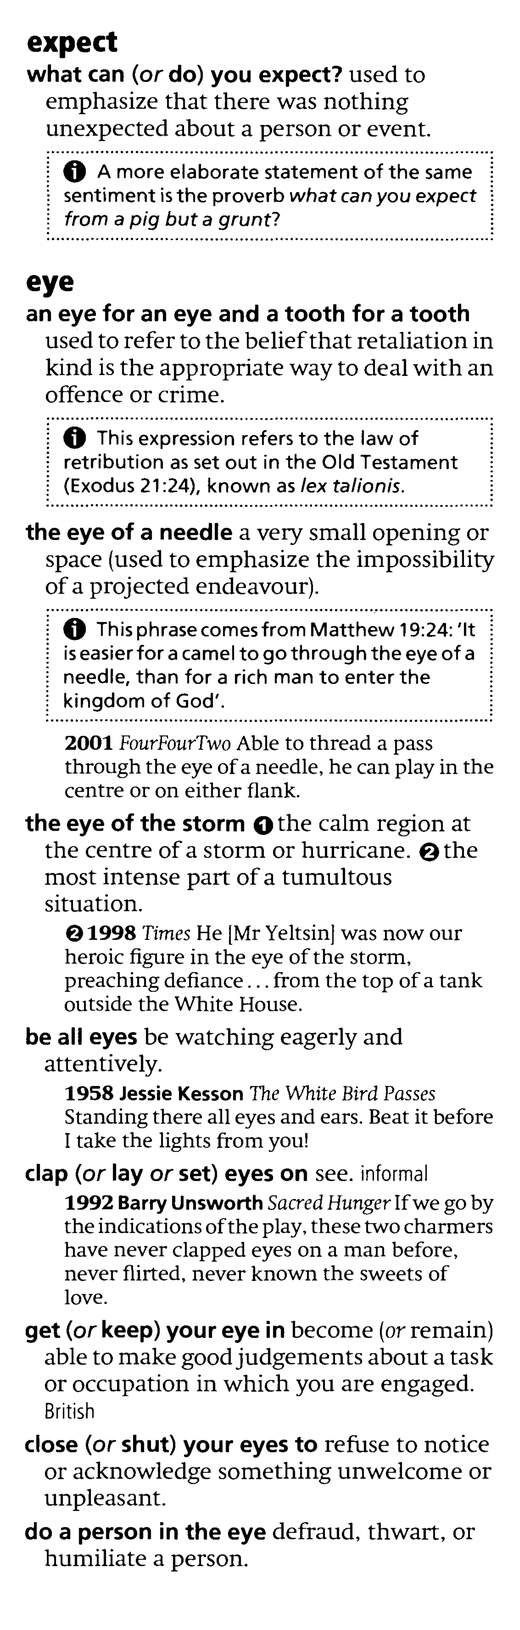 expect
what can (or do) you expect? used to
emphasize that there was nothing
unexpected about a person or event.
ℹ A more elaborate statement of the same
sentiment is the proverb what can you expect
from a pig but a grunt?
eye
an eye for an eye and a tooth for a tooth
used to refer to the belief that retaliation in
kind is the appropriate way to deal with an
offence or crime.
ℹ This expression refers to the law of
retribution as set out in the Old Testament
(Exodus 21:24), known as lex talionis.
the eye of a needle a very small opening or
space (used to emphasize the impossibility
of a projected endeavour).
ℹ This phrase comes from Matthew 19:24: 'It
is easier for a camel to go through the eye of a
needle, than for a rich man to enter the
kingdom of God'.
2001 FourFourTwo Able to thread a pass
through the eye of a needle, he can play in the
centre or on either flank.
the eye of the storm ❶ the calm region at
the centre of a storm or hurricane. ❷ the
most intense part of a tumultous
situation.
❷ 1998 Times He [Mr Yeltsin] was now our
heroic figure in the eye of the storm,
preaching defiance... from the top of a tank
outside the White House.
be all eyes be watching eagerly and
attentively.
1958 Jessie Kesson The White Bird Passes
Standing there all eyes and ears. Beat it before
I take the lights from you!
clap (or lay or set) eyes on see. informal
1992 Barry Unsworth Sacred Hunger If we go by
the indications of the play, these two charmers
have never clapped eyes on a man before,
never flirted, never known the sweets of
love.
get (or keep) your eye in become (or remain)
able to make good judgements about a task
or occupation in which you are engaged.
British
close (or shut) your eyes to refuse to notice
or acknowledge something unwelcome or
unpleasant.
do a person in the eye defraud, thwart, or
humiliate a person.